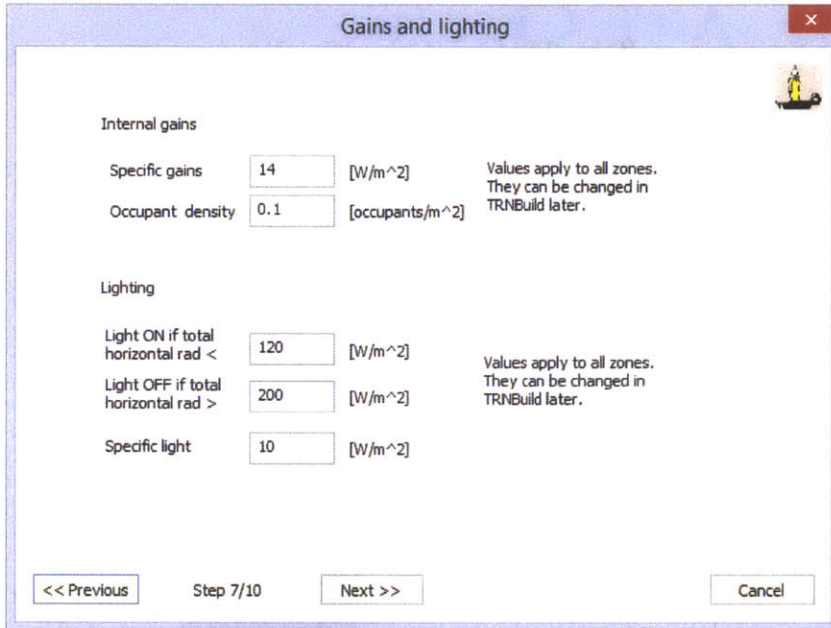 Gains and lighting
x
Internal gains
Specific gains 14 [W/m^2]
Occupant density 0.1 [occupants/m^2]
Values apply to all zones.
They can be changed in
TRNBuild later.
Lighting
Light ON if total
horizontal rad < 120 [W/m^2]
Light OFF if total
horizontal rad > 200 [W/m^2]
Specific light 10 [W/m^2]
Values apply to all zones.
They can be changed in
TRNBuild later.
<< Previous Step 7/10 Next >> Cancel